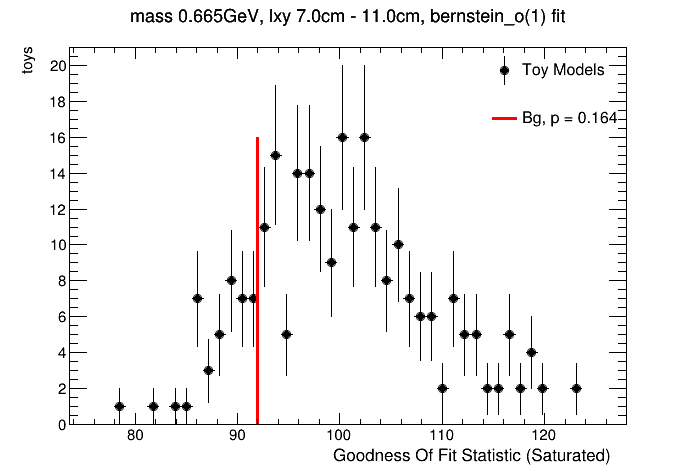 mass 0.665GeV, lxy 7.0cm - 11.0cm, bernstein_o(1) fit
toys
20
18
16
14
12
10
8
6
4
2
0
Toy Models
Bg, p = 0.164
80 90 100 110 120
Goodness Of Fit Statistic (Saturated)